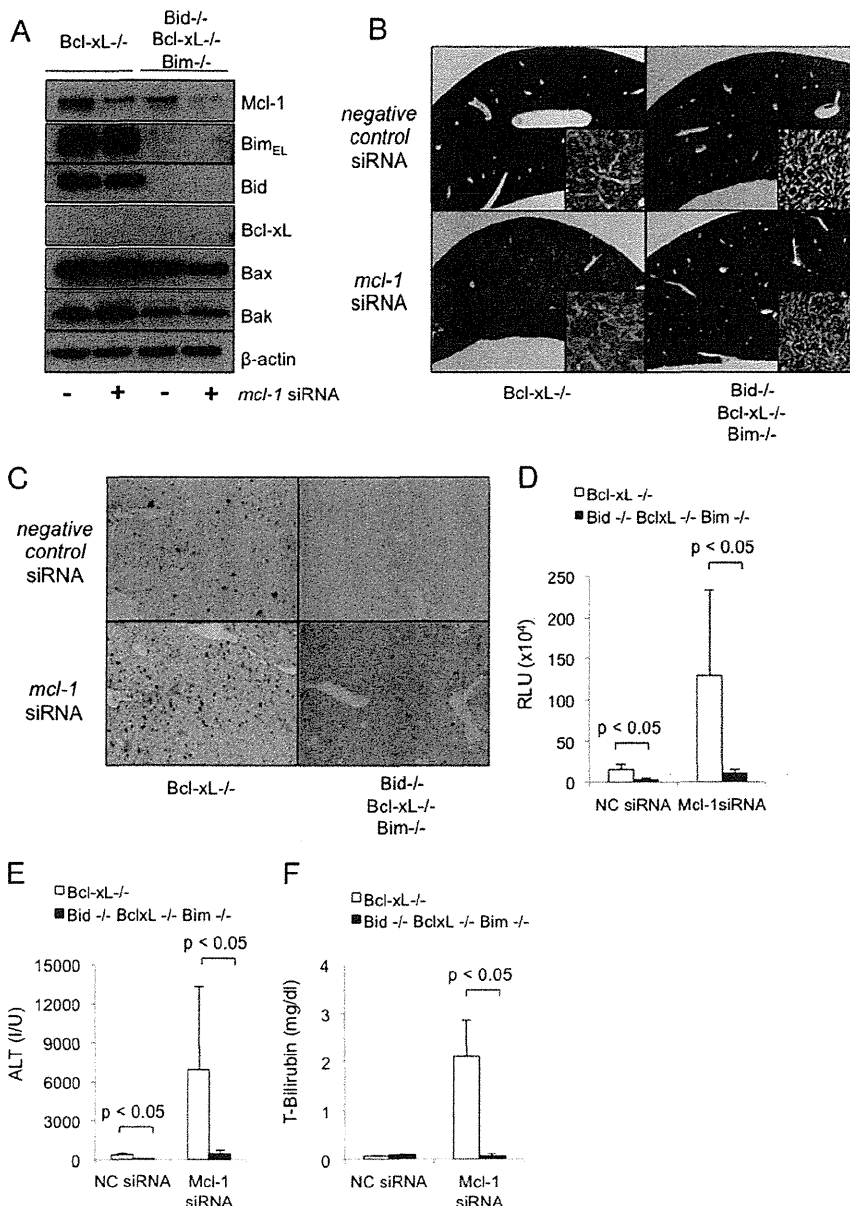 A
Bcl-xL-/-
Bid-/-
Bcl-xL-/-
Bim-/-
Mcl-1
BimEL
Bid
Bcl-xL
Bax
Bak
β-actin
- + - + mcl-1 siRNA
B
negative
control
siRNA
mcl-1
siRNA
Bcl-xL-/-
Bid-/-
Bcl-xL-/-
Bim-/-
C
negative
control
siRNA
mcl-1
siRNA
Bcl-xL-/-
Bid-/-
Bcl-xL-/-
Bim-/-
D
Bcl-xL -/-
Bid -/- BclxL -/- Bim -/-
p < 0.05
250
200
150
100
50
0
RLU (x10⁴)
p < 0.05
NC siRNA Mcl-1siRNA
E
Bcl-xL-/-
Bid -/- BclxL -/- Bim -/-
p < 0.05
15000
12000
9000
6000
3000
0
ALT (I/U)
p < 0.05
NC siRNA Mcl-1
siRNA
F
Bcl-xL-/-
Bid -/- BclxL -/- Bim -/-
p < 0.05
4
3
2
1
0
T-Bilirubin (mg/dl)
NC siRNA Mcl-1
siRNA